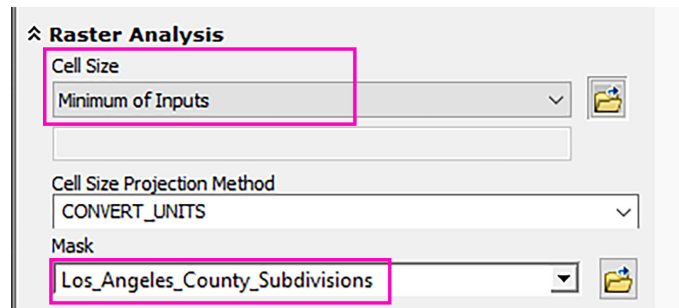 Raster Analysis
Cell Size
Minimum of Inputs
Cell Size Projection Method
CONVERT_UNITS
Mask
Los_Angeles_County_Subdivisions